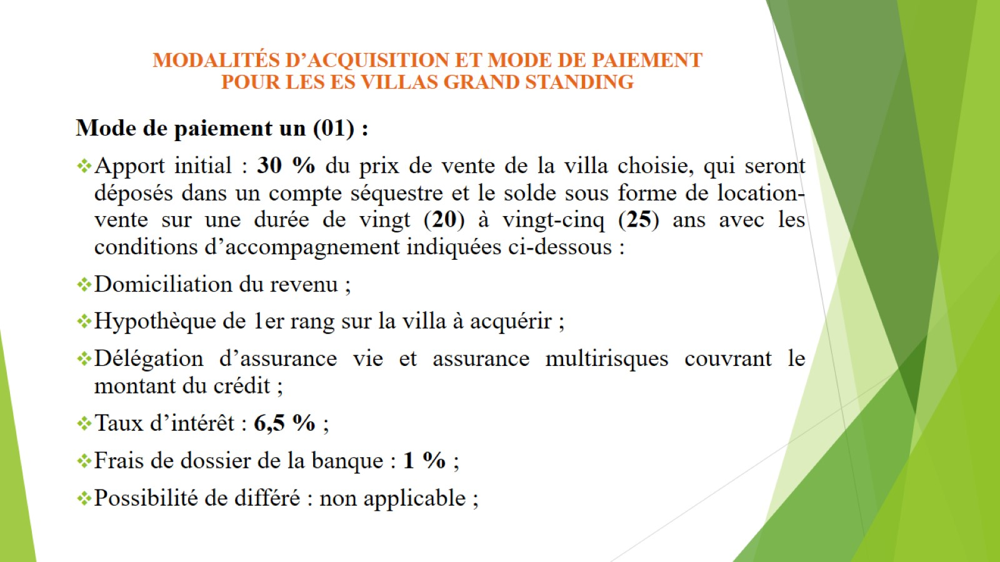 MODALITÉS D’ACQUISITION ET MODE DE PAIEMENT
POUR LES ES VILLAS GRAND STANDING
Mode de paiement un (01) :
❖Apport initial : 30 % du prix de vente de la villa choisie, qui seront
déposés dans un compte séquestre et le solde sous forme de location-
vente sur une durée de vingt (20) à vingt-cinq (25) ans avec les
conditions d’accompagnement indiquées ci-dessous :
❖Domiciliation du revenu ;
❖Hypothèque de 1er rang sur la villa à acquérir ;
❖Délégation d’assurance vie et assurance multirisques couvrant le
montant du crédit ;
❖Taux d’intérêt : 6,5 % ;
❖Frais de dossier de la banque : 1 % ;
❖Possibilité de différé : non applicable ;